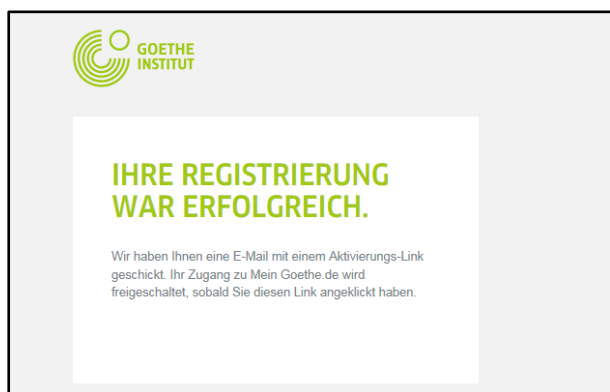 GOETHE
INSTITUT
IHRE REGISTRIERUNG
WAR ERFOLGREICH.
Wir haben Ihnen eine E-Mail mit einem Aktivierungs-Link
geschickt. Ihr Zugang zu Mein Goethe.de wird
freigeschaltet, sobald Sie diesen Link angeklickt haben.